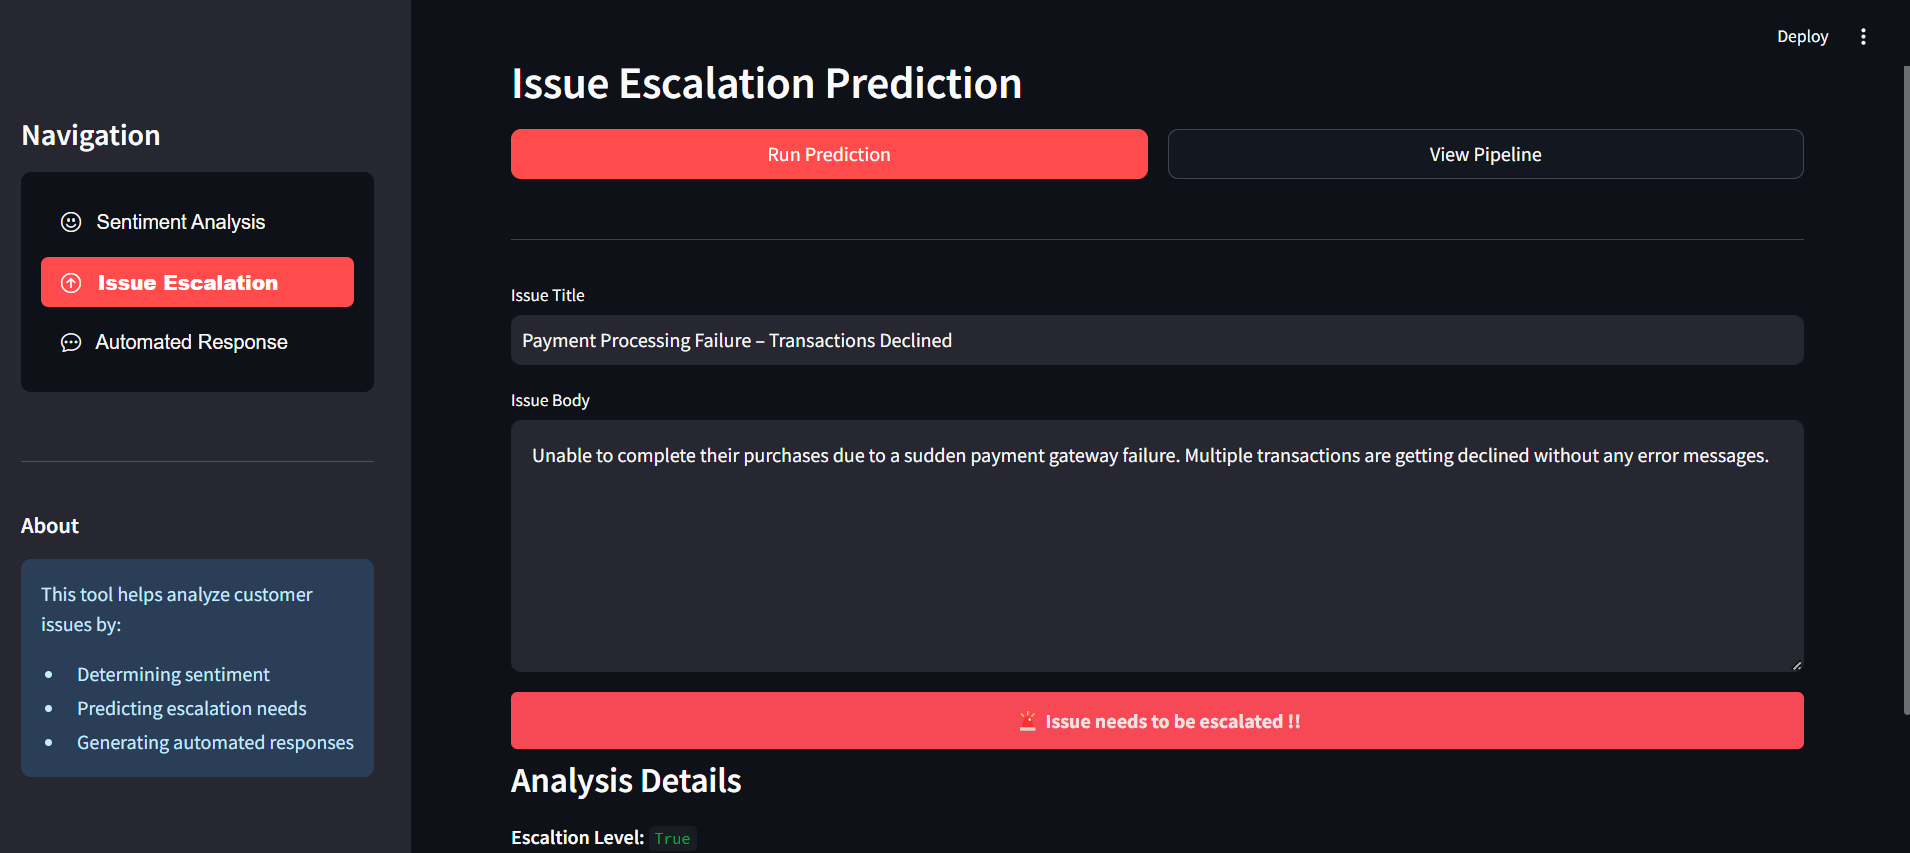 Deploy
Navigation
Sentiment Analysis
Issue Escalation
Automated Response
About
This tool helps analyze customer
issues by:
• Determining sentiment
• Predicting escalation needs
• Generating automated responses
Issue Escalation Prediction
Run Prediction
View Pipeline
Issue Title
Payment Processing Failure – Transactions Declined
Issue Body
Unable to complete their purchases due to a sudden payment gateway failure. Multiple transactions are getting declined without any error messages.
🚨 Issue needs to be escalated !!
Analysis Details
Escaltion Level: True